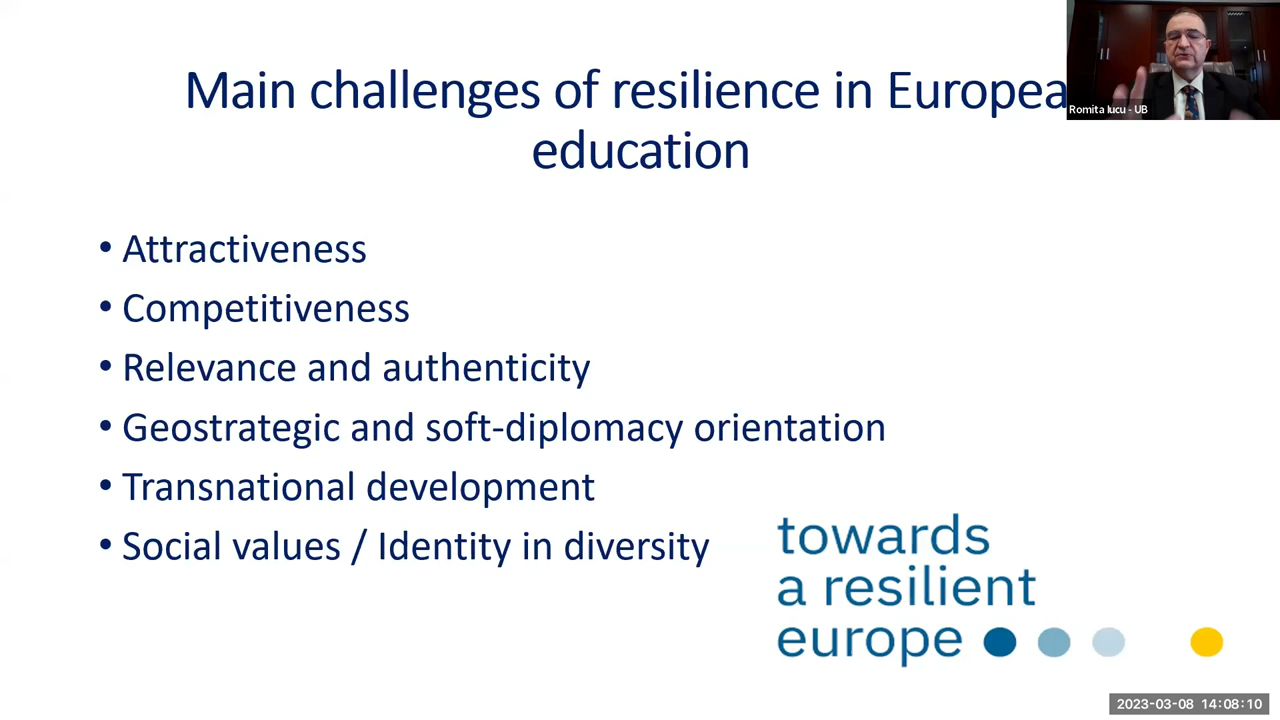 Main challenges of resilience in Europea
education
• Attractiveness
• Competitiveness
• Relevance and authenticity
• Geostrategic and soft-diplomacy orientation
• Transnational development
• Social values / Identity in diversity
towards
a resilient
europe
Romita Iucu - UB
2023-03-08 14:08:10